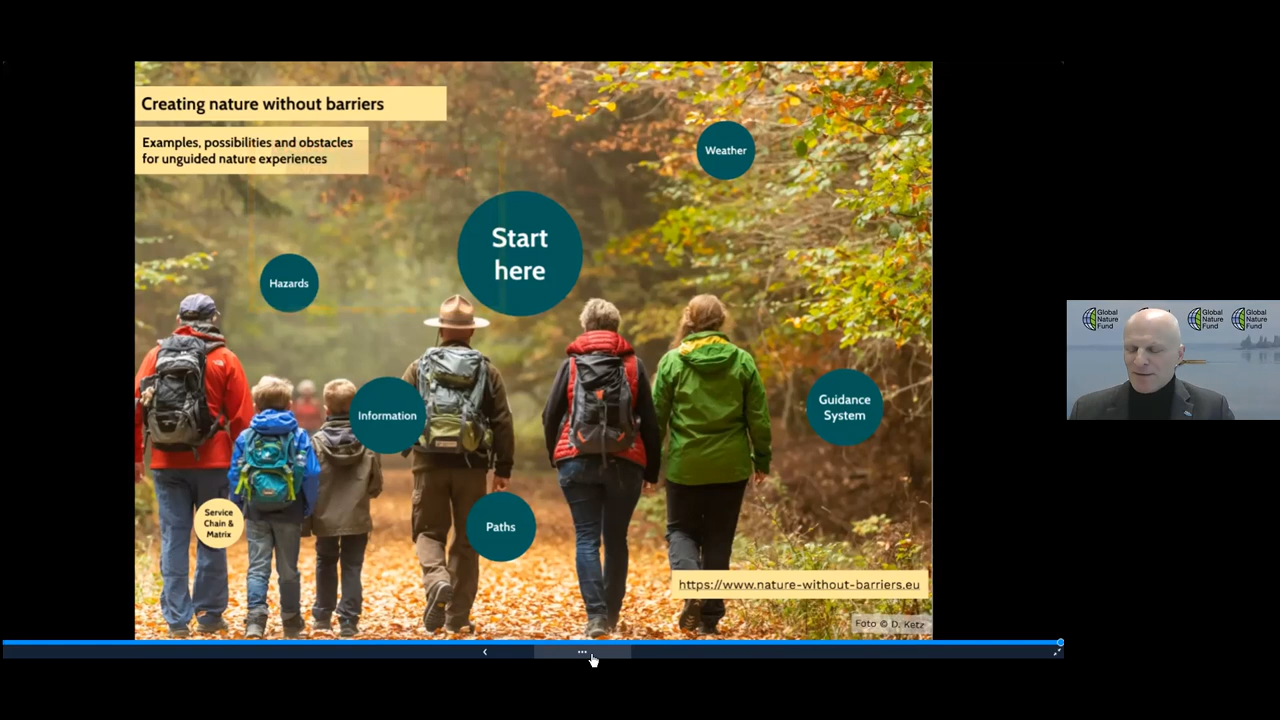 Creating nature without barriers
Examples, possibilities and obstacles
for unguided nature experiences
Weather
Start
here
Hazards
Information
Guidance
System
Service
Chain &
Matrix
Paths
https://www.nature-without-barriers.eu
Foto © D. Ketz
Global
Nature
Fund
Global
Nature
Fund
Global
Nature
Fund